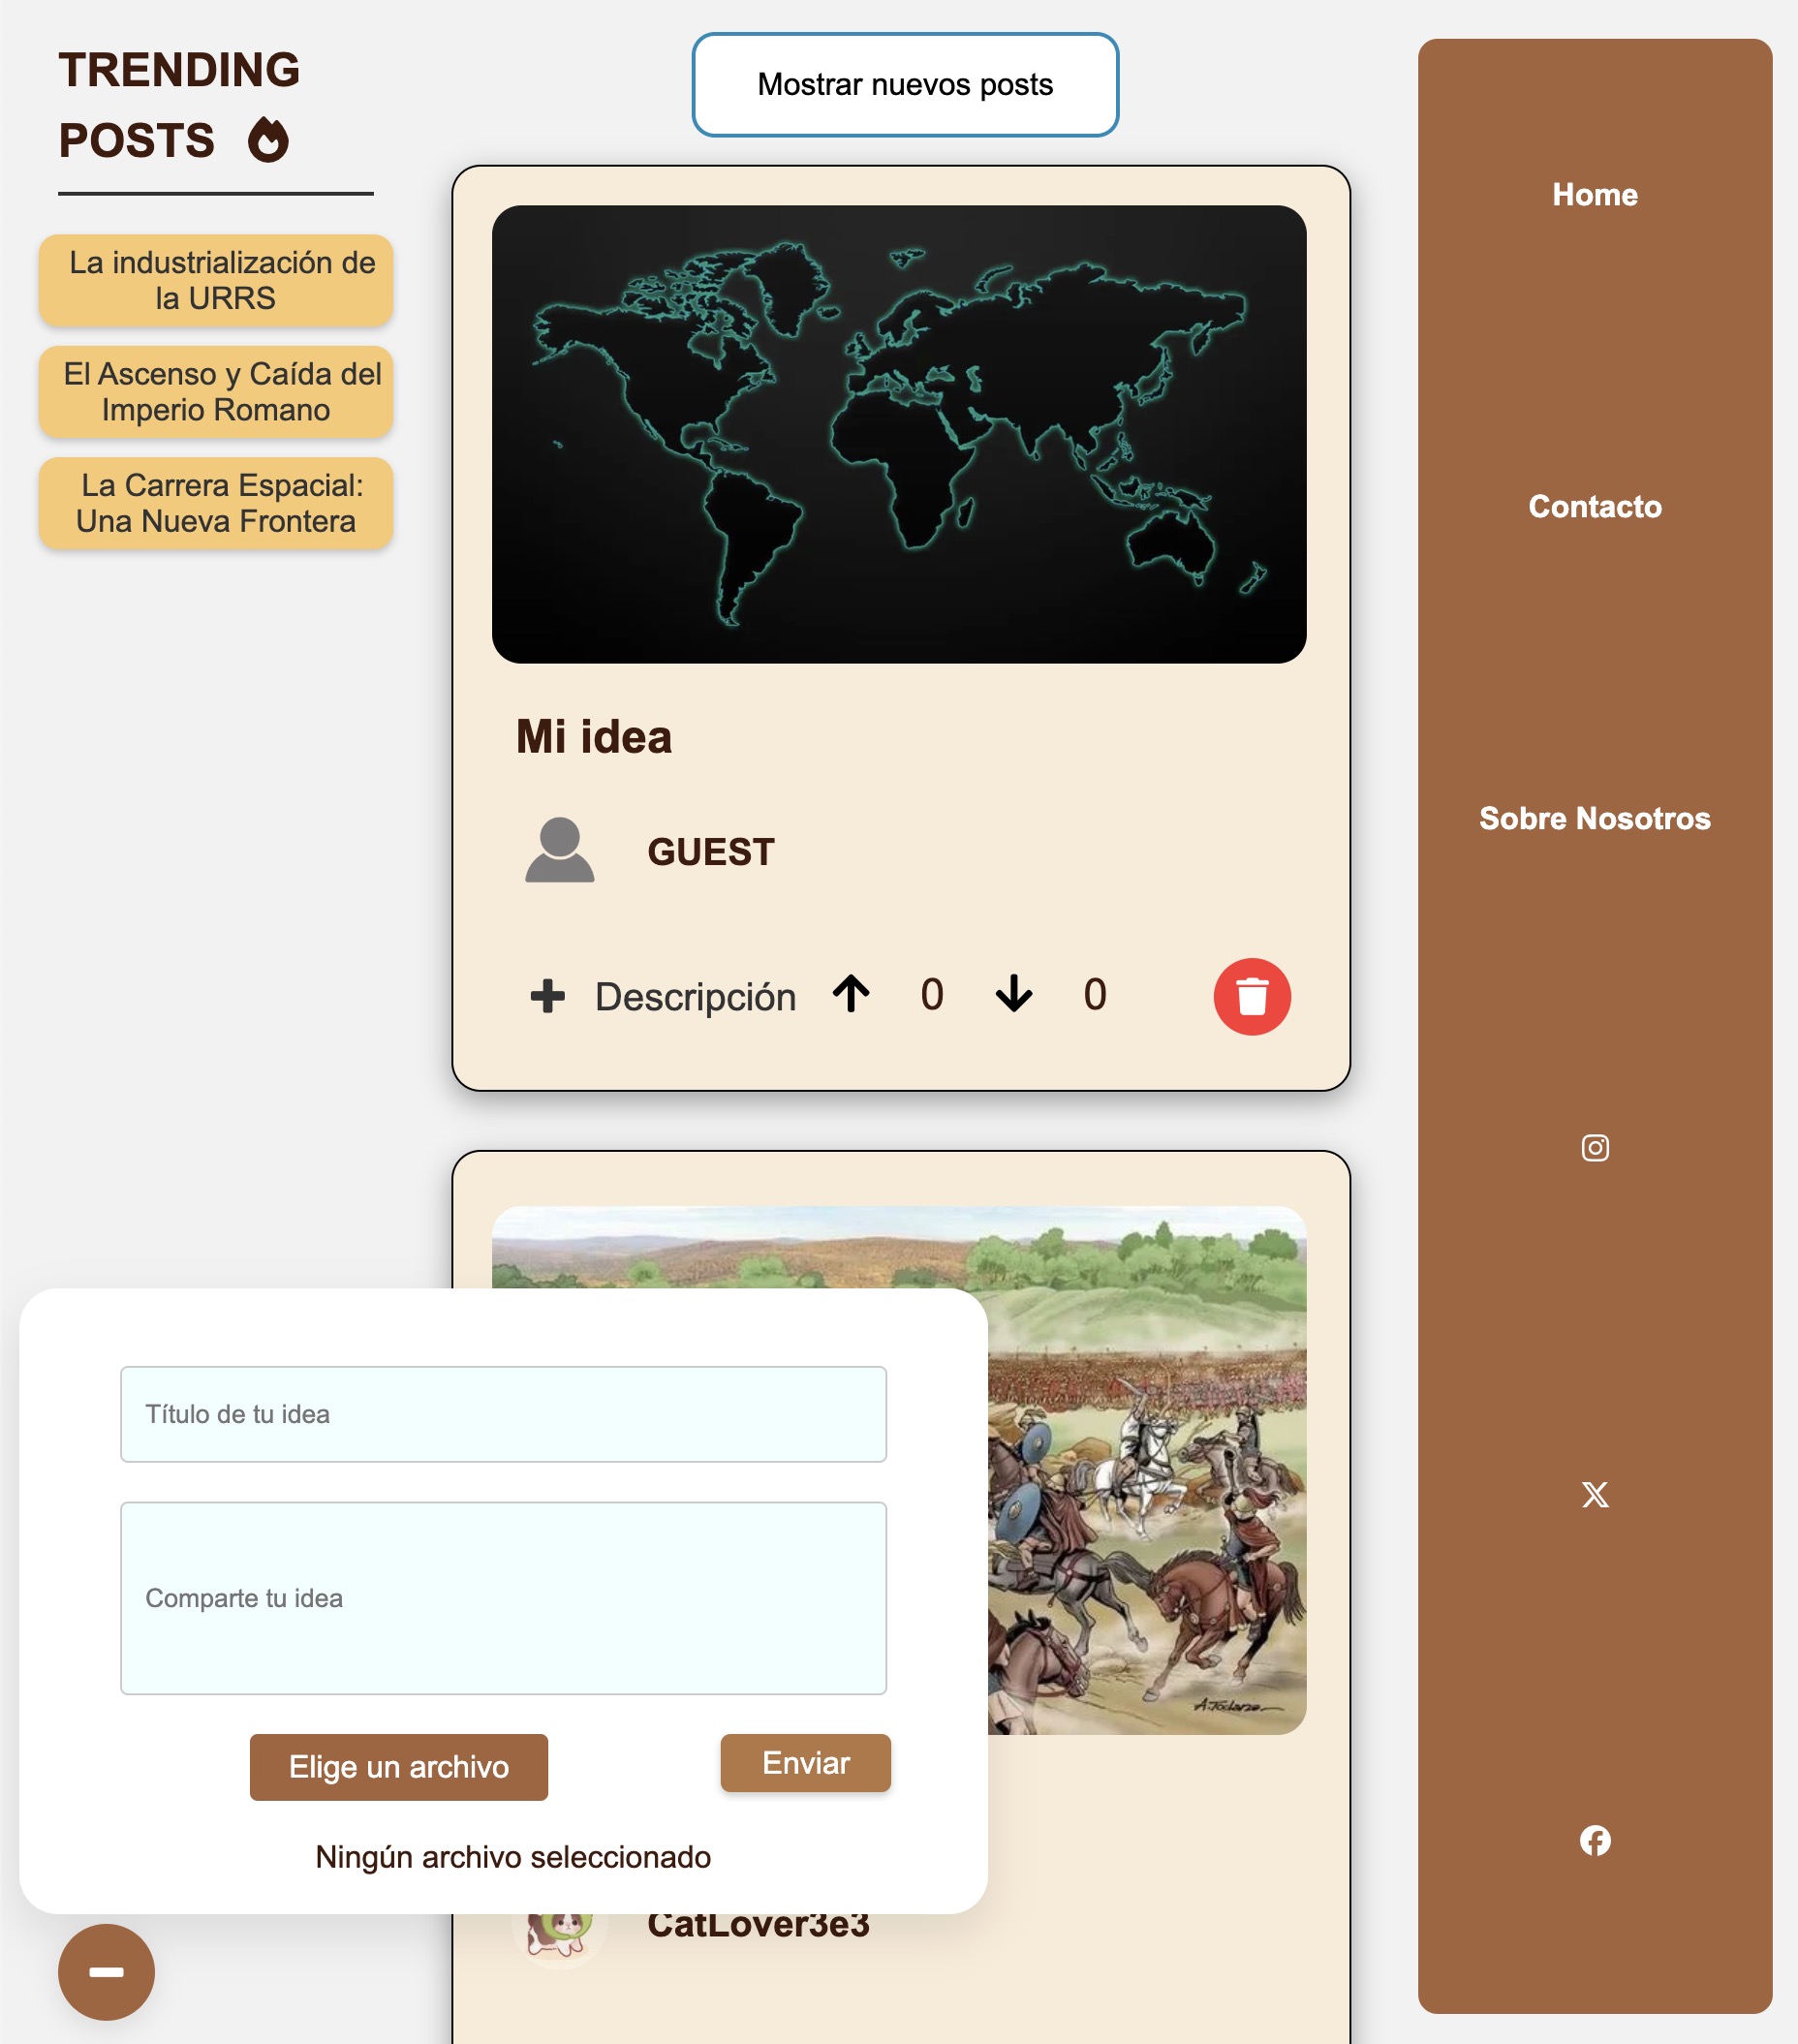 TRENDING
POSTS
La industrialización de
la URRS
El Ascenso y Caída del
Imperio Romano
La Carrera Espacial:
Una Nueva Frontera
Mostrar nuevos posts
Mi idea
GUEST
Descripción
0
0
Título de tu idea
Comparte tu idea
Elige un archivo
Enviar
Ningún archivo seleccionado
CatLover3e3
Home
Contacto
Sobre Nosotros